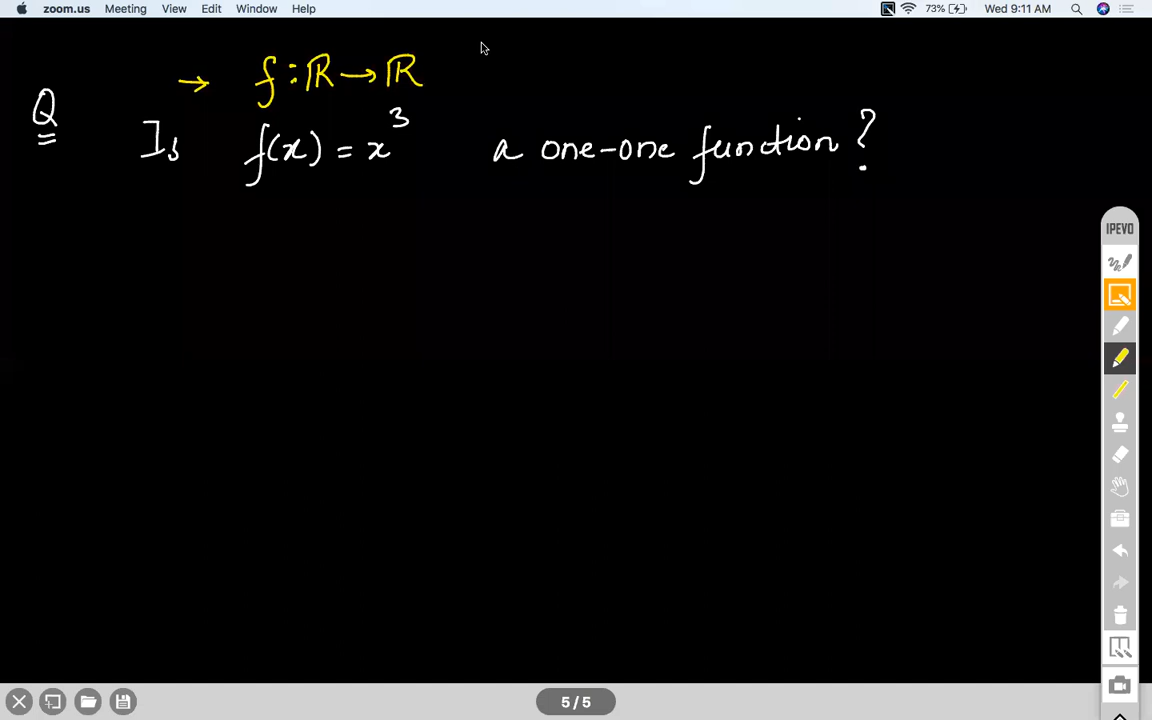 zoom.us Meeting View Edit Window Help 73% Wed 9:11 AM
→ f : ℝ → ℝ
Q
Is f(x) = x³ a one-one function ?
IPEVO
5/5